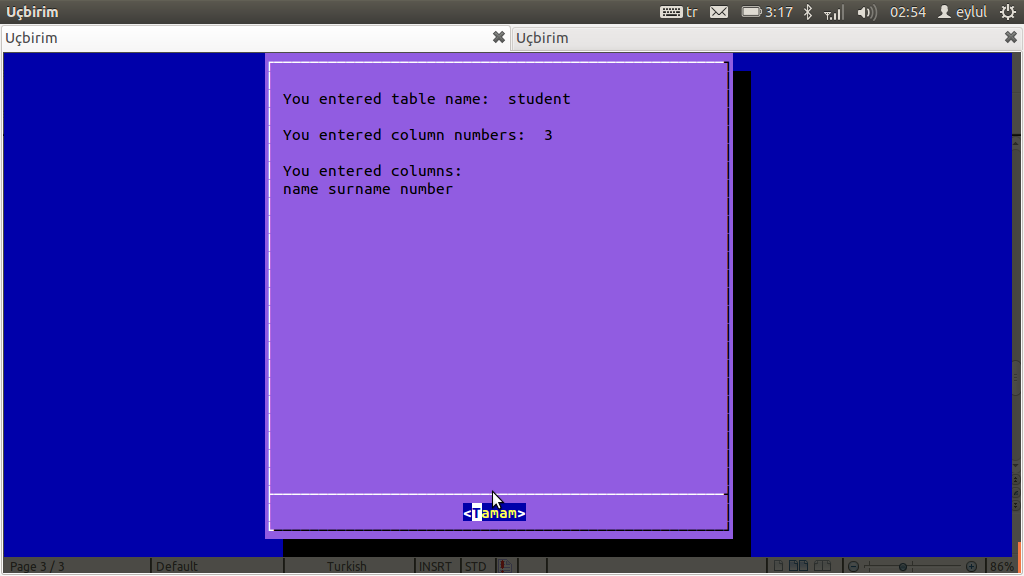 Uçbirim
tr
3:17
02:54
eylul
Uçbirim
Uçbirim
You entered table name:  student
You entered column numbers:  3
You entered columns:
name surname number
<Tamam>
Page 3 / 3
Default
Turkish
INSRT
STD
86%